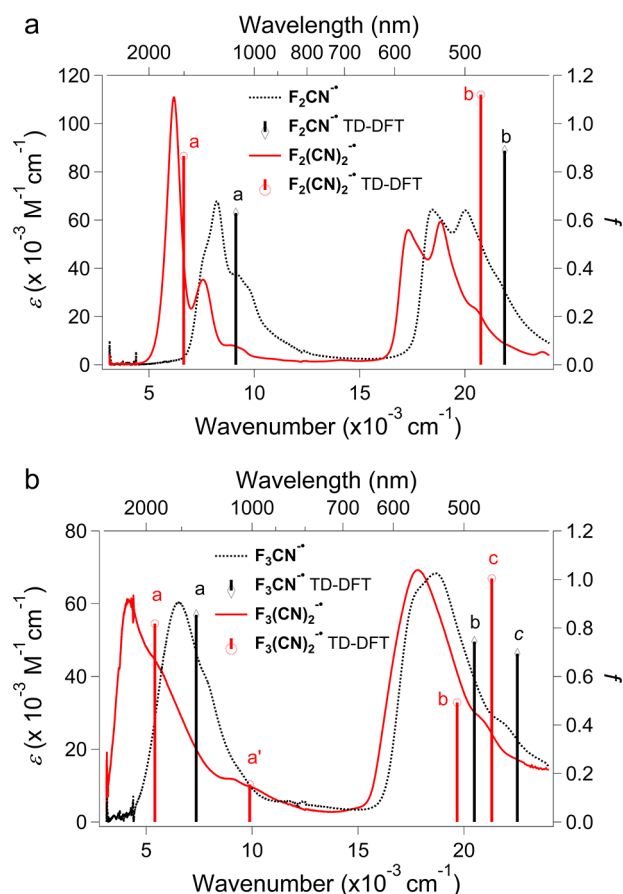 a
Wavelength (nm)
2000 1000 800 700 600 500
120
100
80
60
40
20
0
ε (x 10⁻³ M⁻¹ cm⁻¹)
F₂CN⁻•
F₂CN⁻• TD-DFT
F₂(CN)₂⁻•
F₂(CN)₂⁻• TD-DFT
a
a
b
b
1.2
1.0
0.8
0.6
0.4
0.2
0.0
f
5 10 15 20
Wavenumber (x10⁻³ cm⁻¹)
b
Wavelength (nm)
2000 1000 800 700 600 500
80
60
40
20
0
ε (x 10⁻³ M⁻¹ cm⁻¹)
F₃CN⁻•
F₃CN⁻• TD-DFT
F₃(CN)₂⁻•
F₃(CN)₂⁻• TD-DFT
a
a
a'
b
b
c
c
1.2
1.0
0.8
0.6
0.4
0.2
0.0
f
5 10 15 20
Wavenumber (x10⁻³ cm⁻¹)